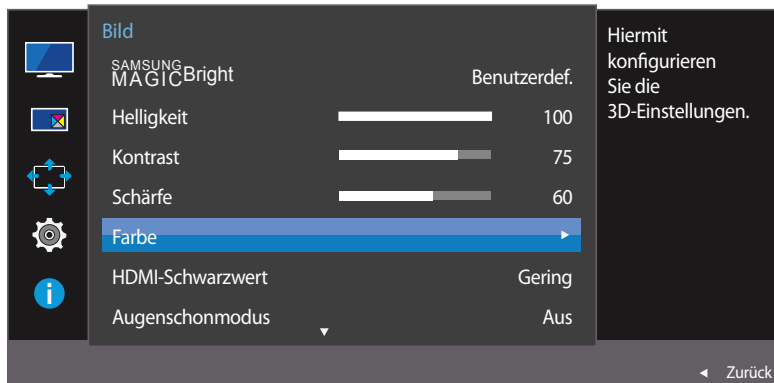 Bild
SAMSUNG
MAGICBright Benutzerdef.
Helligkeit 100
Kontrast 75
Schärfe 60
Farbe
HDMI-Schwarzwert Gering
Augenschonmodus Aus
Hiermit
konfigurieren
Sie die
3D-Einstellungen.
Zurück